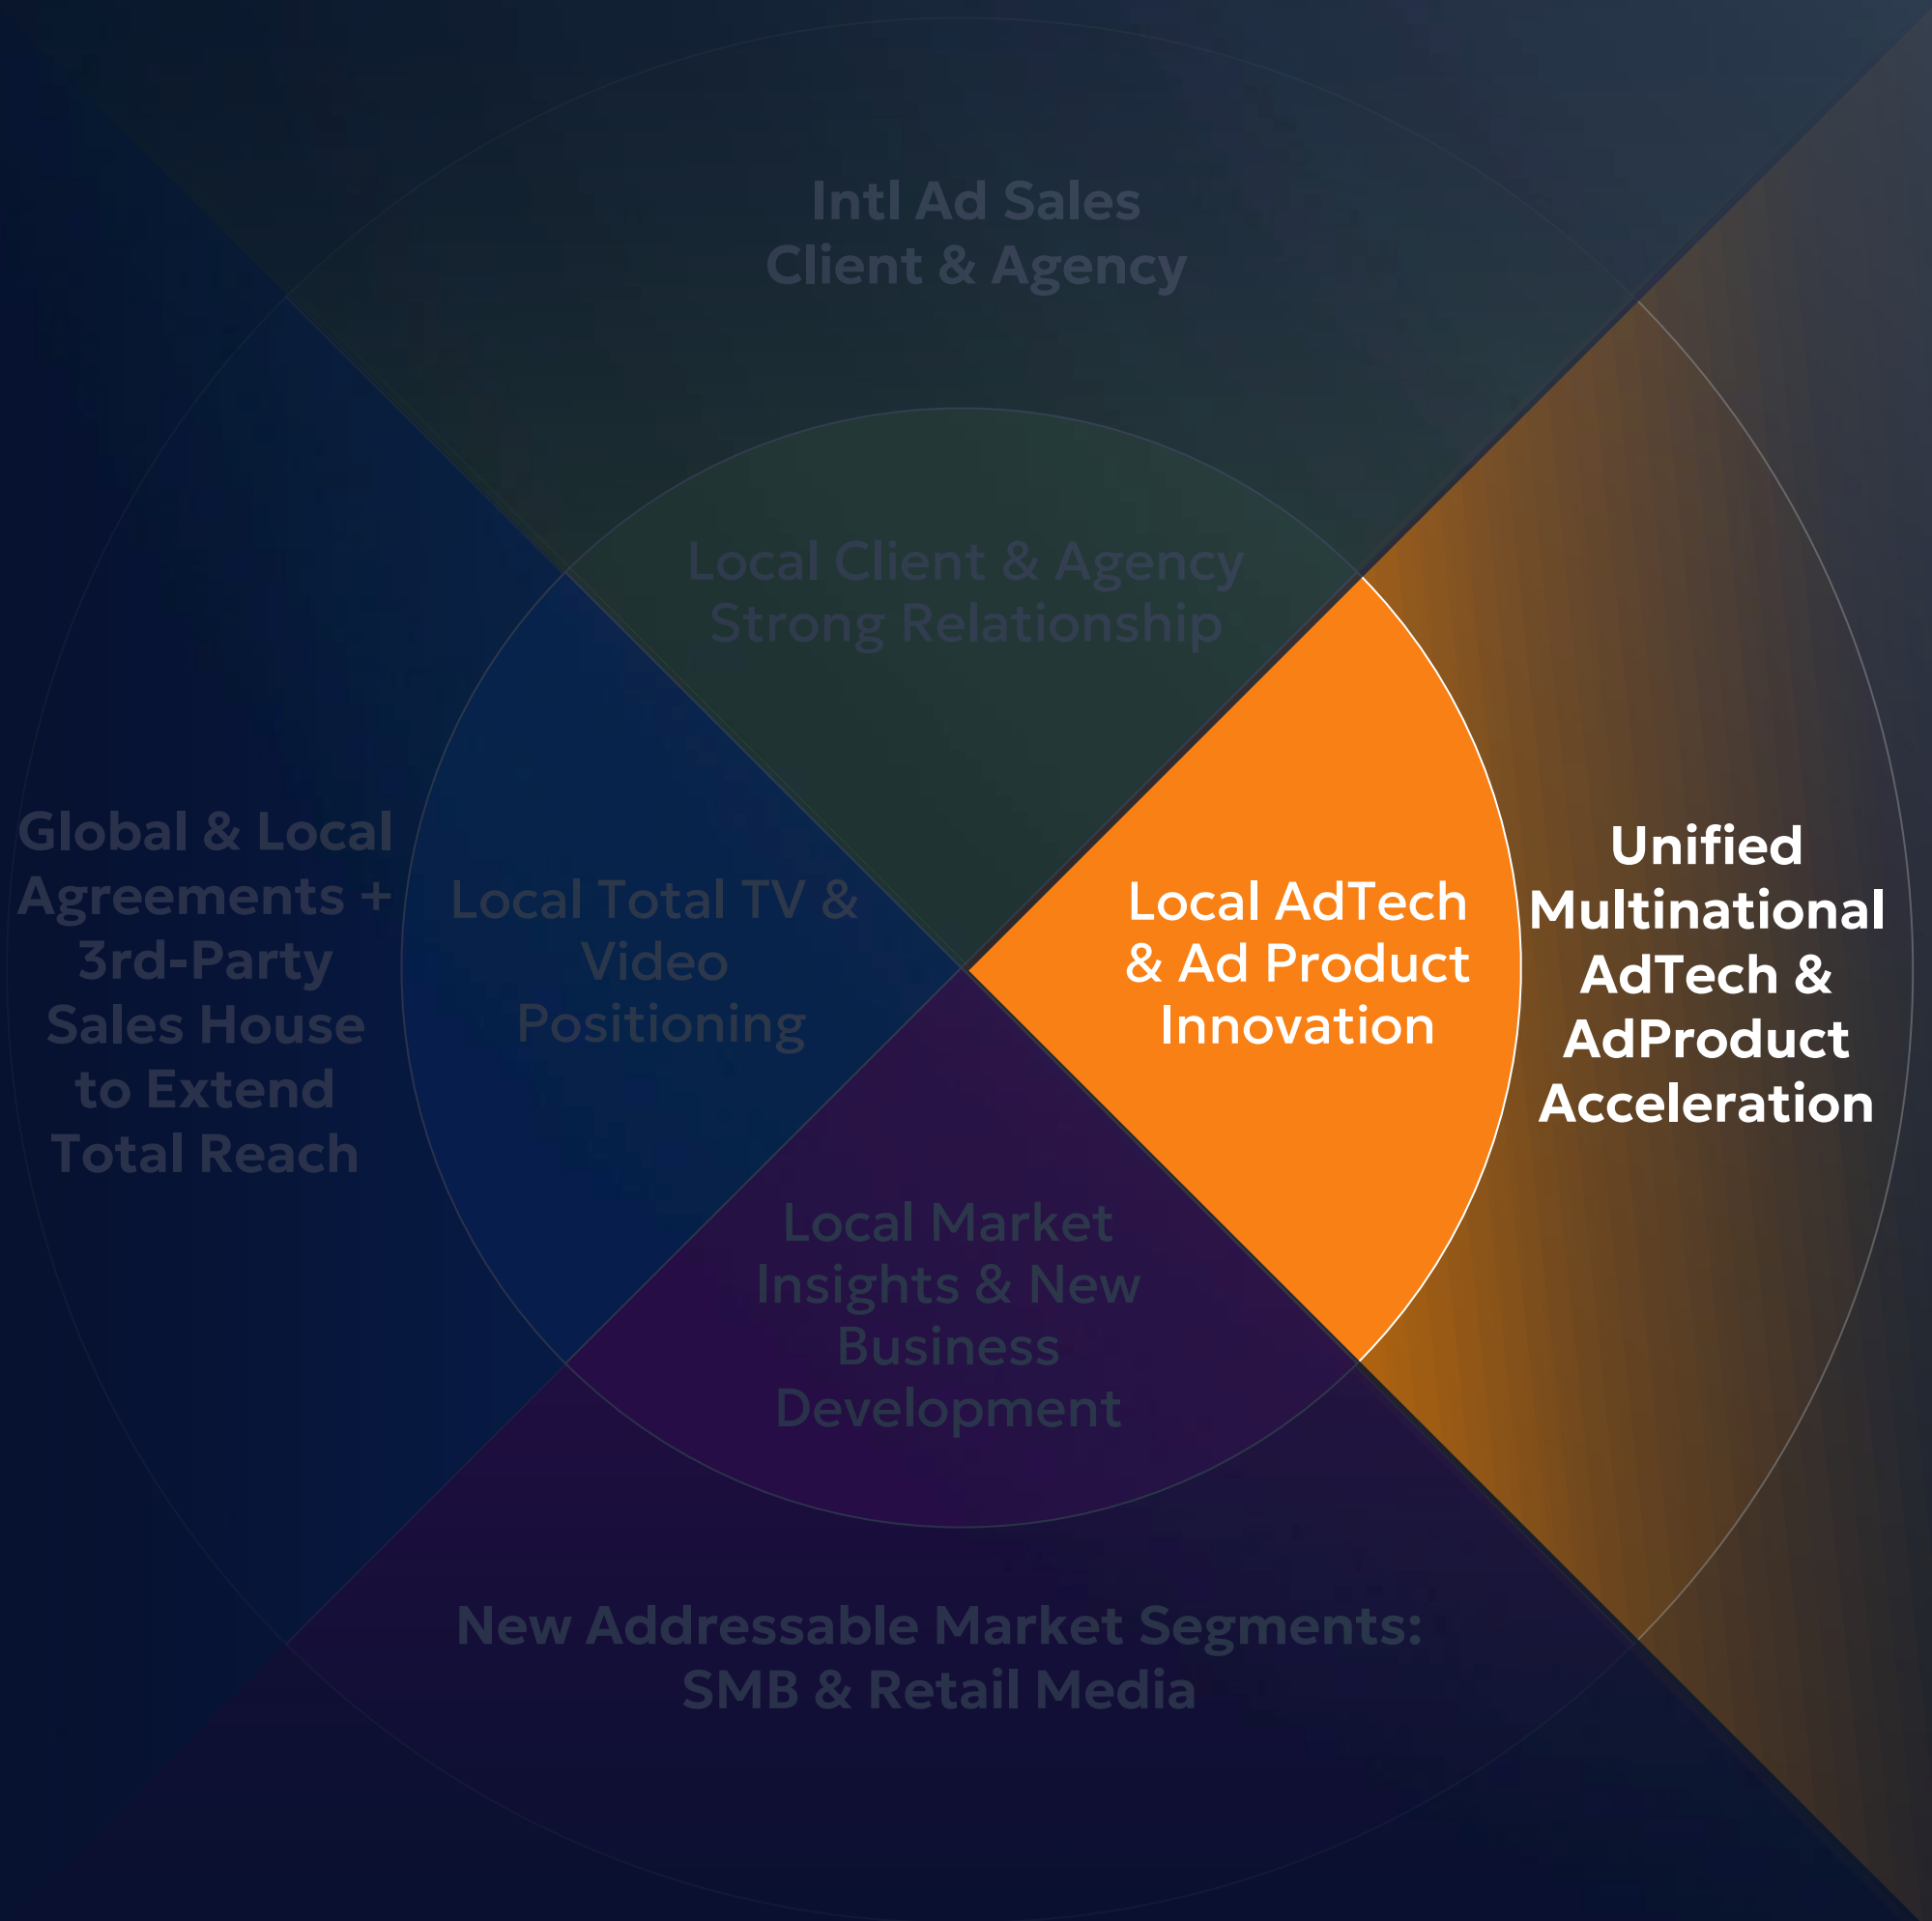 Intl Ad Sales
Client & Agency
Local Client & Agency
Strong Relationship
Global & Local
Agreements +
3rd-Party
Sales House
to Extend
Total Reach
Local Total TV &
Video
Positioning
Local AdTech
& Ad Product
Innovation
Unified
Multinational
AdTech &
AdProduct
Acceleration
Local Market
Insights & New
Business
Development
New Addressable Market Segments:
SMB & Retail Media